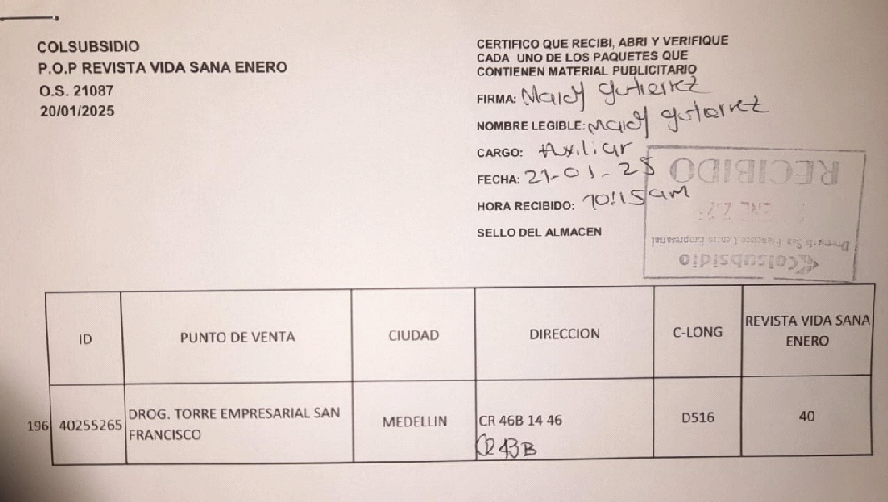 COLSUBSIDIO
P.O.P REVISTA VIDA SANA ENERO
O.S. 21087
20/01/2025
CERTIFICO QUE RECIBI, ABRI Y VERIFIQUE
CADA UNO DE LOS PAQUETES QUE
CONTIENEN MATERIAL PUBLICITARIO
FIRMA: Maidy Gutierrez
NOMBRE LEGIBLE: Maidy Gutierrez
CARGO: Auxiliar
FECHA: 21-01-25
HORA RECIBIDO: 10:15 am
SELLO DEL ALMACEN
Colsubsidio
RECIBIDO
ID PUNTO DE VENTA CIUDAD DIRECCION C-LONG REVISTA VIDA SANA
ENERO
196 40255265 DROG. TORRE EMPRESARIAL SAN
FRANCISCO MEDELLIN CR 46B 14 46 D516 40
CR 43B